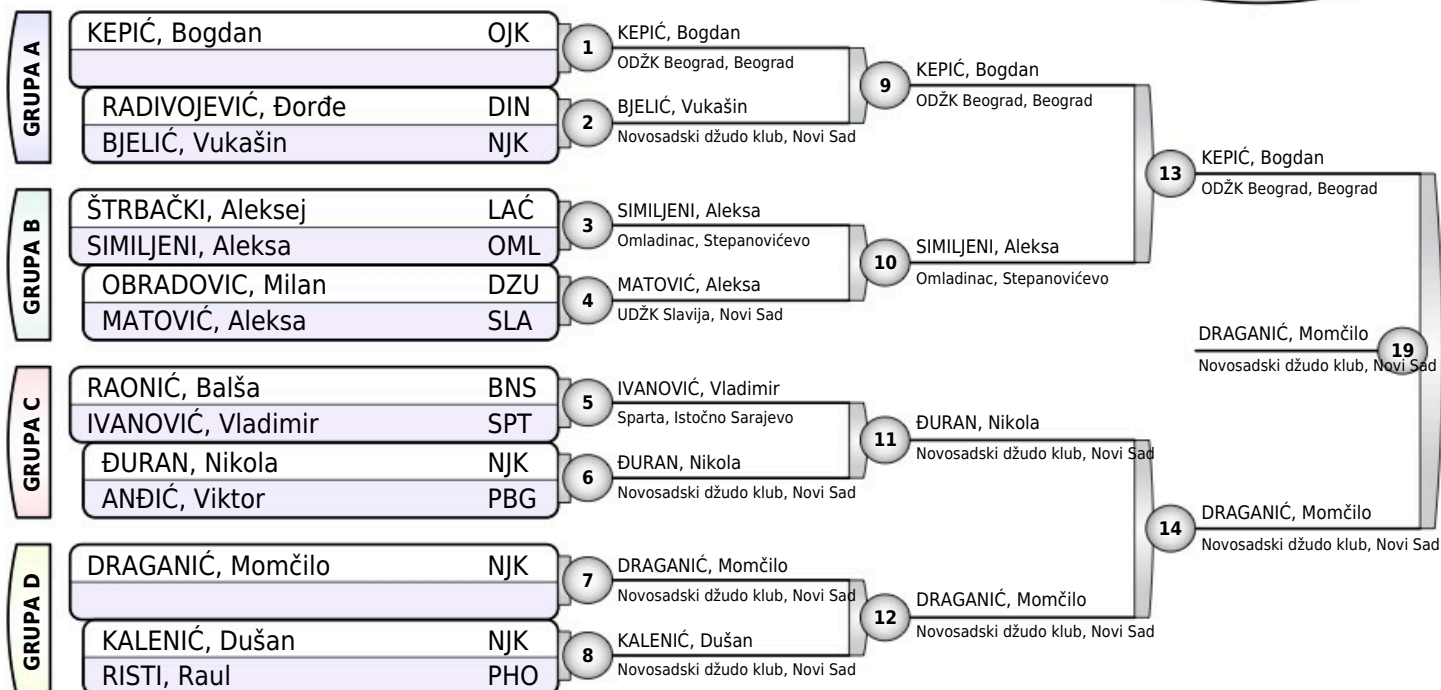 GRUPA A
KEPIĆ, Bogdan OJK
RADIVOJEVIĆ, Đorđe DIN
BJELIĆ, Vukašin NJK
GRUPA B
ŠTRBAČKI, Aleksej LAĆ
SIMILJENI, Aleksa OML
OBRADOVIC, Milan DZU
MATOVIĆ, Aleksa SLA
GRUPA C
RAONIĆ, Balša BNS
IVANOVIĆ, Vladimir SPT
ĐURAN, Nikola NJK
ANĐIĆ, Viktor PBG
GRUPA D
DRAGANIĆ, Momčilo NJK
KALENIĆ, Dušan NJK
RISTI, Raul PHO
1
KEPIĆ, Bogdan
ODŽK Beograd, Beograd
2
BJELIĆ, Vukašin
Novosadski džudo klub, Novi Sad
3
SIMILJENI, Aleksa
Omladinac, Stepanovićevo
4
MATOVIĆ, Aleksa
UDŽK Slavija, Novi Sad
5
IVANOVIĆ, Vladimir
Sparta, Istočno Sarajevo
6
ĐURAN, Nikola
Novosadski džudo klub, Novi Sad
7
DRAGANIĆ, Momčilo
Novosadski džudo klub, Novi Sad
8
KALENIĆ, Dušan
Novosadski džudo klub, Novi Sad
9
KEPIĆ, Bogdan
ODŽK Beograd, Beograd
10
SIMILJENI, Aleksa
Omladinac, Stepanovićevo
11
ĐURAN, Nikola
Novosadski džudo klub, Novi Sad
12
DRAGANIĆ, Momčilo
Novosadski džudo klub, Novi Sad
13
KEPIĆ, Bogdan
ODŽK Beograd, Beograd
14
DRAGANIĆ, Momčilo
Novosadski džudo klub, Novi Sad
DRAGANIĆ, Momčilo
19
Novosadski džudo klub, Novi Sad